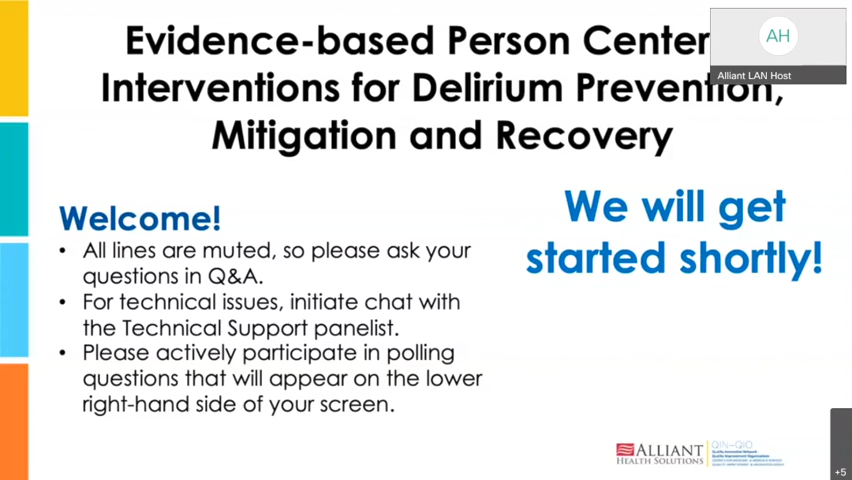 Evidence-based Person Center
Interventions for Delirium Prevention,
Mitigation and Recovery
AH
Alliant LAN Host
We will get
started shortly!
Welcome!
• All lines are muted, so please ask your
questions in Q&A.
• For technical issues, initiate chat with
the Technical Support panelist.
• Please actively participate in polling
questions that will appear on the lower
right-hand side of your screen.
ALLIANT
HEALTH SOLUTIONS
QIN-QIO
Quality Innovation Network -
Quality Improvement Organizations
+5